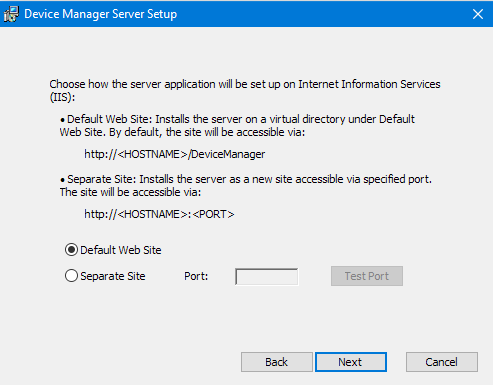 Device Manager Server Setup
Choose how the server application will be set up on Internet Information Services
(IIS):
• Default Web Site: Installs the server on a virtual directory under Default
Web Site. By default, the site will be accessible via:
http://<HOSTNAME>/DeviceManager
• Separate Site: Installs the server as a new site accessible via specified port.
The site will be accessible via:
http://<HOSTNAME>:<PORT>
Default Web Site
Separate Site Port: Test Port
Back Next Cancel